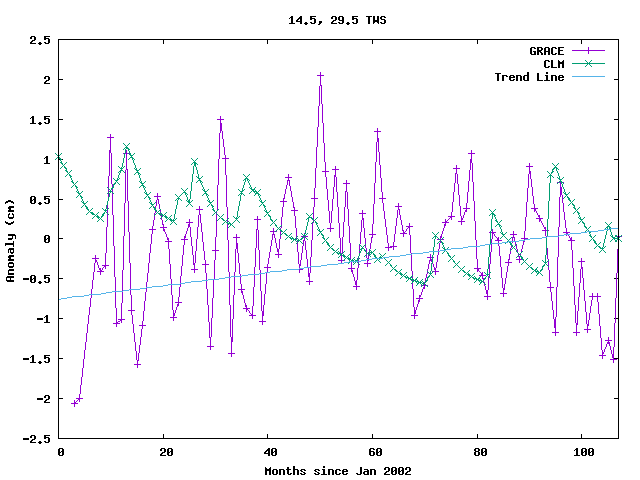 14.5, 29.5 TWS
GRACE
CLM
Trend Line
2.5
2
1.5
1
0.5
0
-0.5
-1
-1.5
-2
-2.5
Anomaly (cm)
0 20 40 60 80 100
Months since Jan 2002